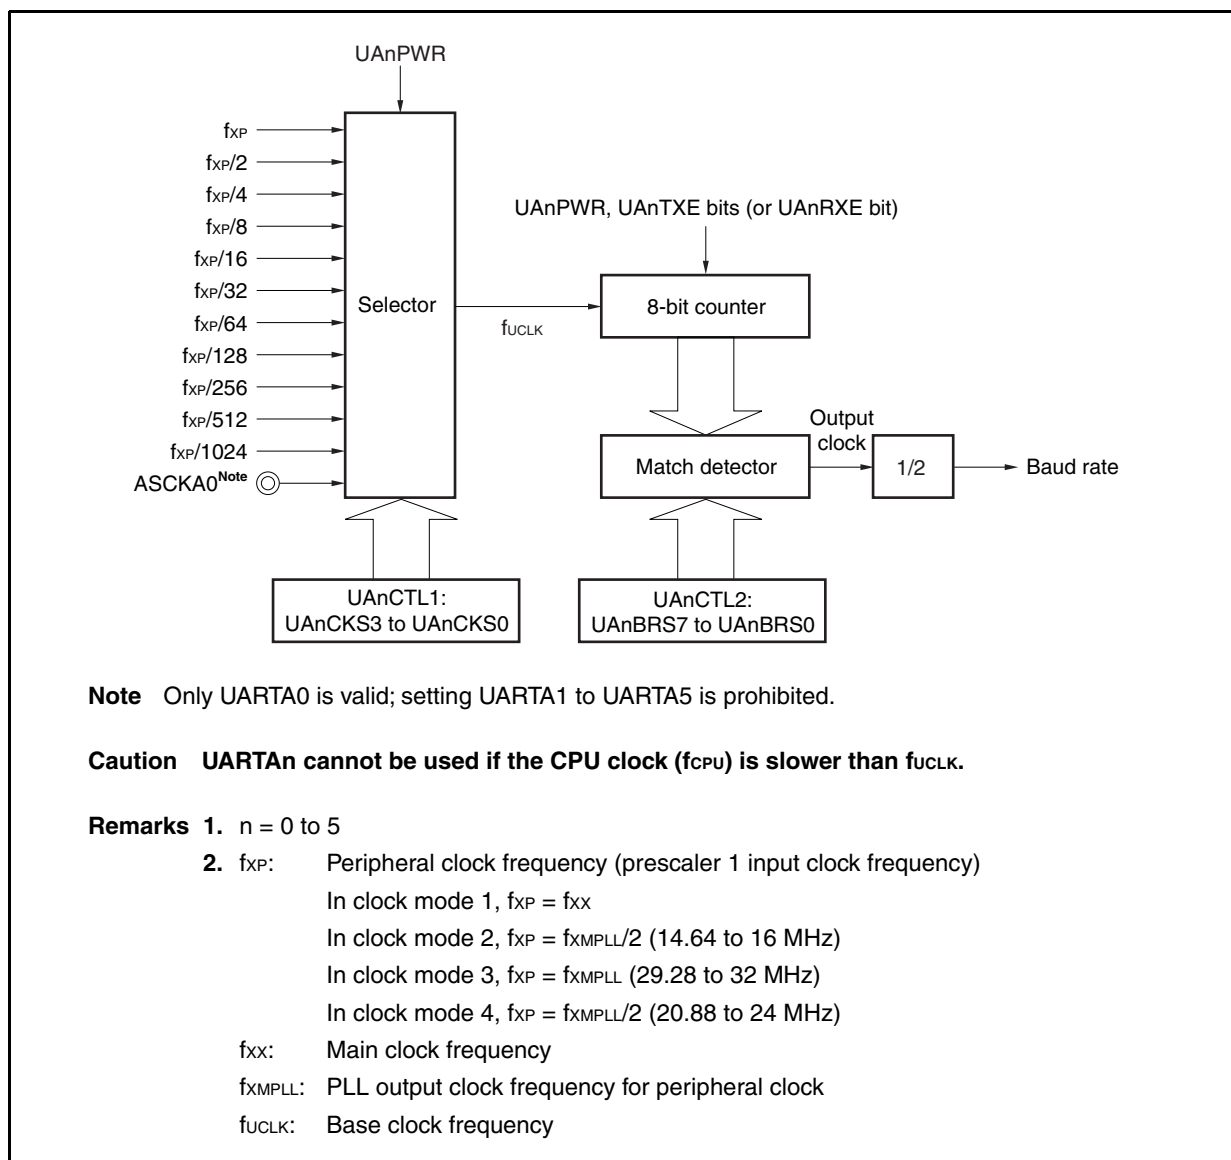 UAnPWR
fXP
fXP/2
fXP/4
fXP/8
fXP/16
fXP/32
fXP/64
fXP/128
fXP/256
fXP/512
fXP/1024
ASCKA0Note
Selector
fUCLK
UAnPWR, UAnTXE bits (or UAnRXE bit)
8-bit counter
Match detector
Output
clock
1/2
Baud rate
UAnCTL1:
UAnCKS3 to UAnCKS0
UAnCTL2:
UAnBRS7 to UAnBRS0
Note Only UARTA0 is valid; setting UARTA1 to UARTA5 is prohibited.
Caution UARTAn cannot be used if the CPU clock (fCPU) is slower than fUCLK.
Remarks 1. n = 0 to 5
2. fXP: Peripheral clock frequency (prescaler 1 input clock frequency)
In clock mode 1, fXP = fXX
In clock mode 2, fXP = fXMPLL/2 (14.64 to 16 MHz)
In clock mode 3, fXP = fXMPLL (29.28 to 32 MHz)
In clock mode 4, fXP = fXMPLL/2 (20.88 to 24 MHz)
fXX: Main clock frequency
fXMPLL: PLL output clock frequency for peripheral clock
fUCLK: Base clock frequency